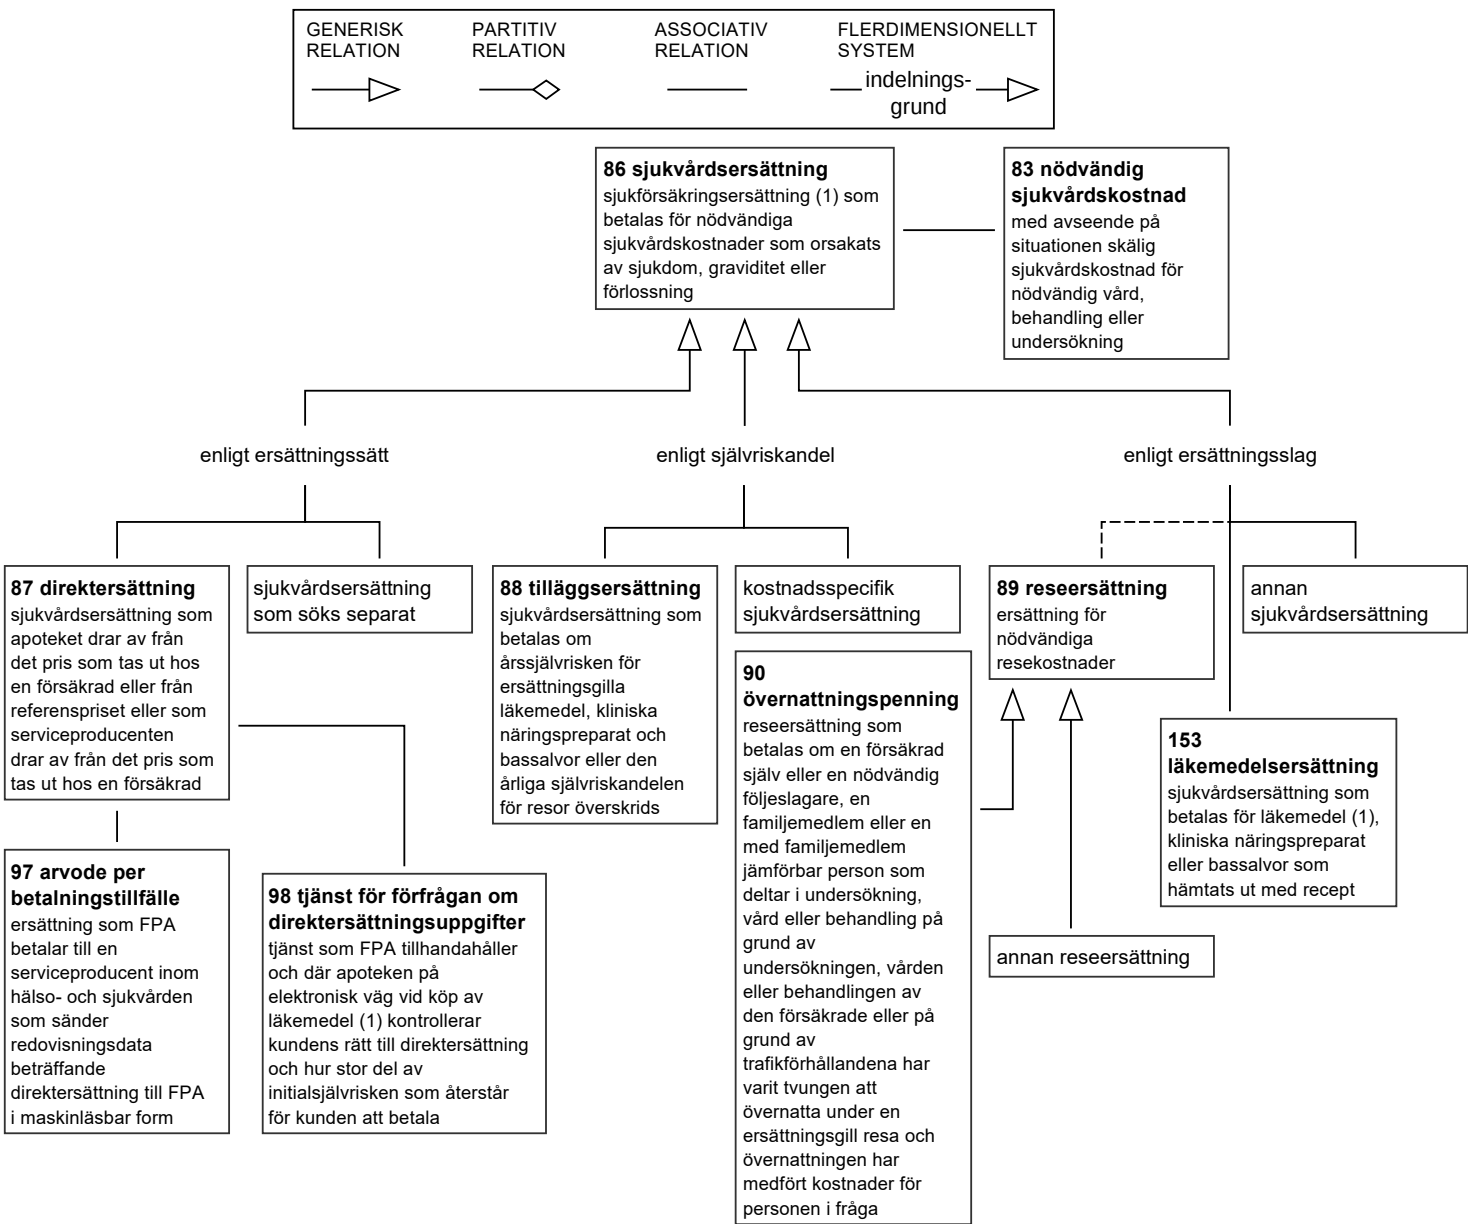 GENERISK
RELATION
PARTITIV
RELATION
ASSOCIATIV
RELATION
FLERDIMENSIONELLT
SYSTEM
indelnings-
grund
86 sjukvårdsersättning
sjukförsäkringsersättning (1) som
betalas för nödvändiga
sjukvårdskostnader som orsakats
av sjukdom, graviditet eller
förlossning
83 nödvändig
sjukvårdskostnad
med avseende på
situationen skälig
sjukvårdskostnad för
nödvändig vård,
behandling eller
undersökning
enligt ersättningssätt
enligt självriskandel
enligt ersättningsslag
87 direktersättning
sjukvårdsersättning som
apoteket drar av från
det pris som tas ut hos
en försäkrad eller från
referenspriset eller som
serviceproducenten
drar av från det pris som
tas ut hos en försäkrad
sjukvårdsersättning
som söks separat
88 tilläggsersättning
sjukvårdsersättning som
betalas om
årssjälvrisken för
ersättningsgilla
läkemedel, kliniska
näringspreparat och
bassalvor eller den
årliga självriskandelen
för resor överskrids
kostnadsspecifik
sjukvårdsersättning
89 reseersättning
ersättning för
nödvändiga
resekostnader
annan
sjukvårdsersättning
90
övernattningspenning
reseersättning som
betalas om en försäkrad
själv eller en nödvändig
följeslagare, en
familjemedlem eller en
med familjemedlem
jämförbar person som
deltar i undersökning,
vård eller behandling på
grund av
undersökningen, vården
eller behandlingen av
den försäkrade eller på
grund av
trafikförhållandena har
varit tvungen att
övernatta under en
ersättningsgill resa och
övernattningen har
medfört kostnader för
personen i fråga
153
läkemedelsersättning
sjukvårdsersättning som
betalas för läkemedel (1),
kliniska näringspreparat
eller bassalvor som
hämtats ut med recept
97 arvode per
betalningstillfälle
ersättning som FPA
betalar till en
serviceproducent inom
hälso- och sjukvården
som sänder
redovisningsdata
beträffande
direktersättning till FPA
i maskinläsbar form
98 tjänst för förfrågan om
direktersättningsuppgifter
tjänst som FPA tillhandahåller
och där apoteken på
elektronisk väg vid köp av
läkemedel (1) kontrollerar
kundens rätt till direktersättning
och hur stor del av
initialsjälvrisken som återstår
för kunden att betala
annan reseersättning